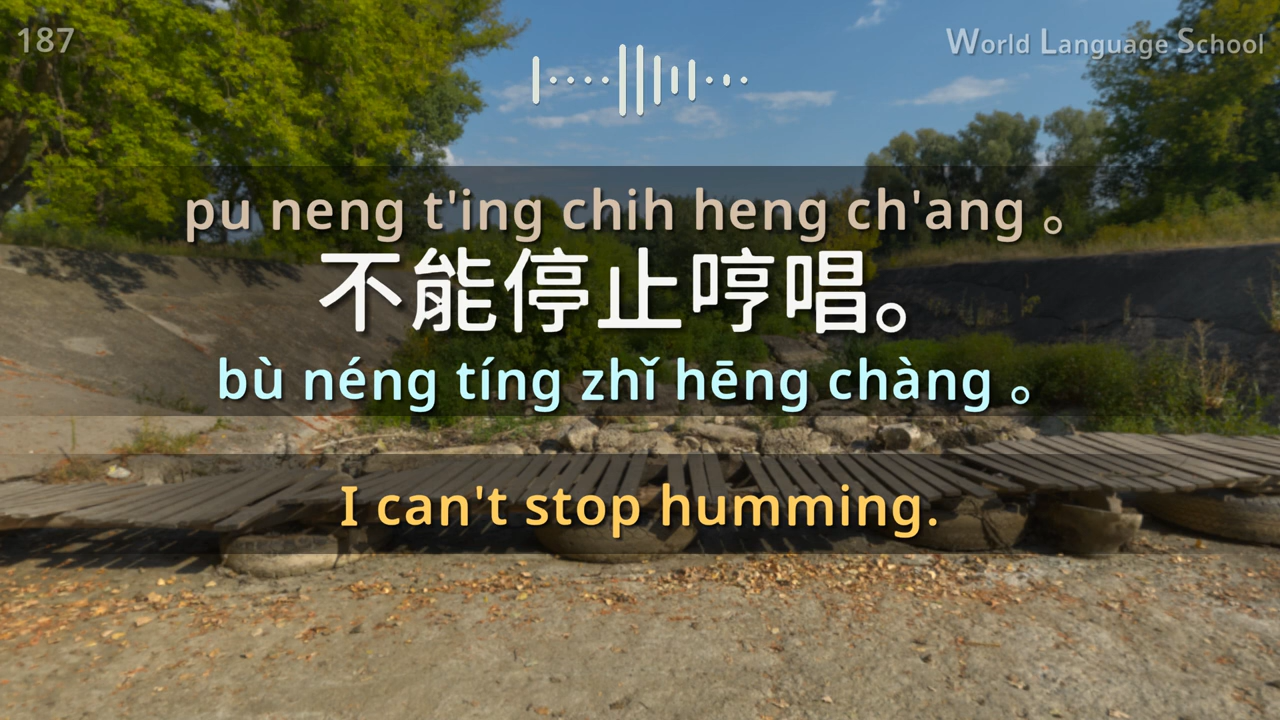 187
World Language School
pu neng t'ing chih heng ch'ang 。
不能停止哼唱。
bù néng tíng zhǐ hēng chàng 。
I can't stop humming.